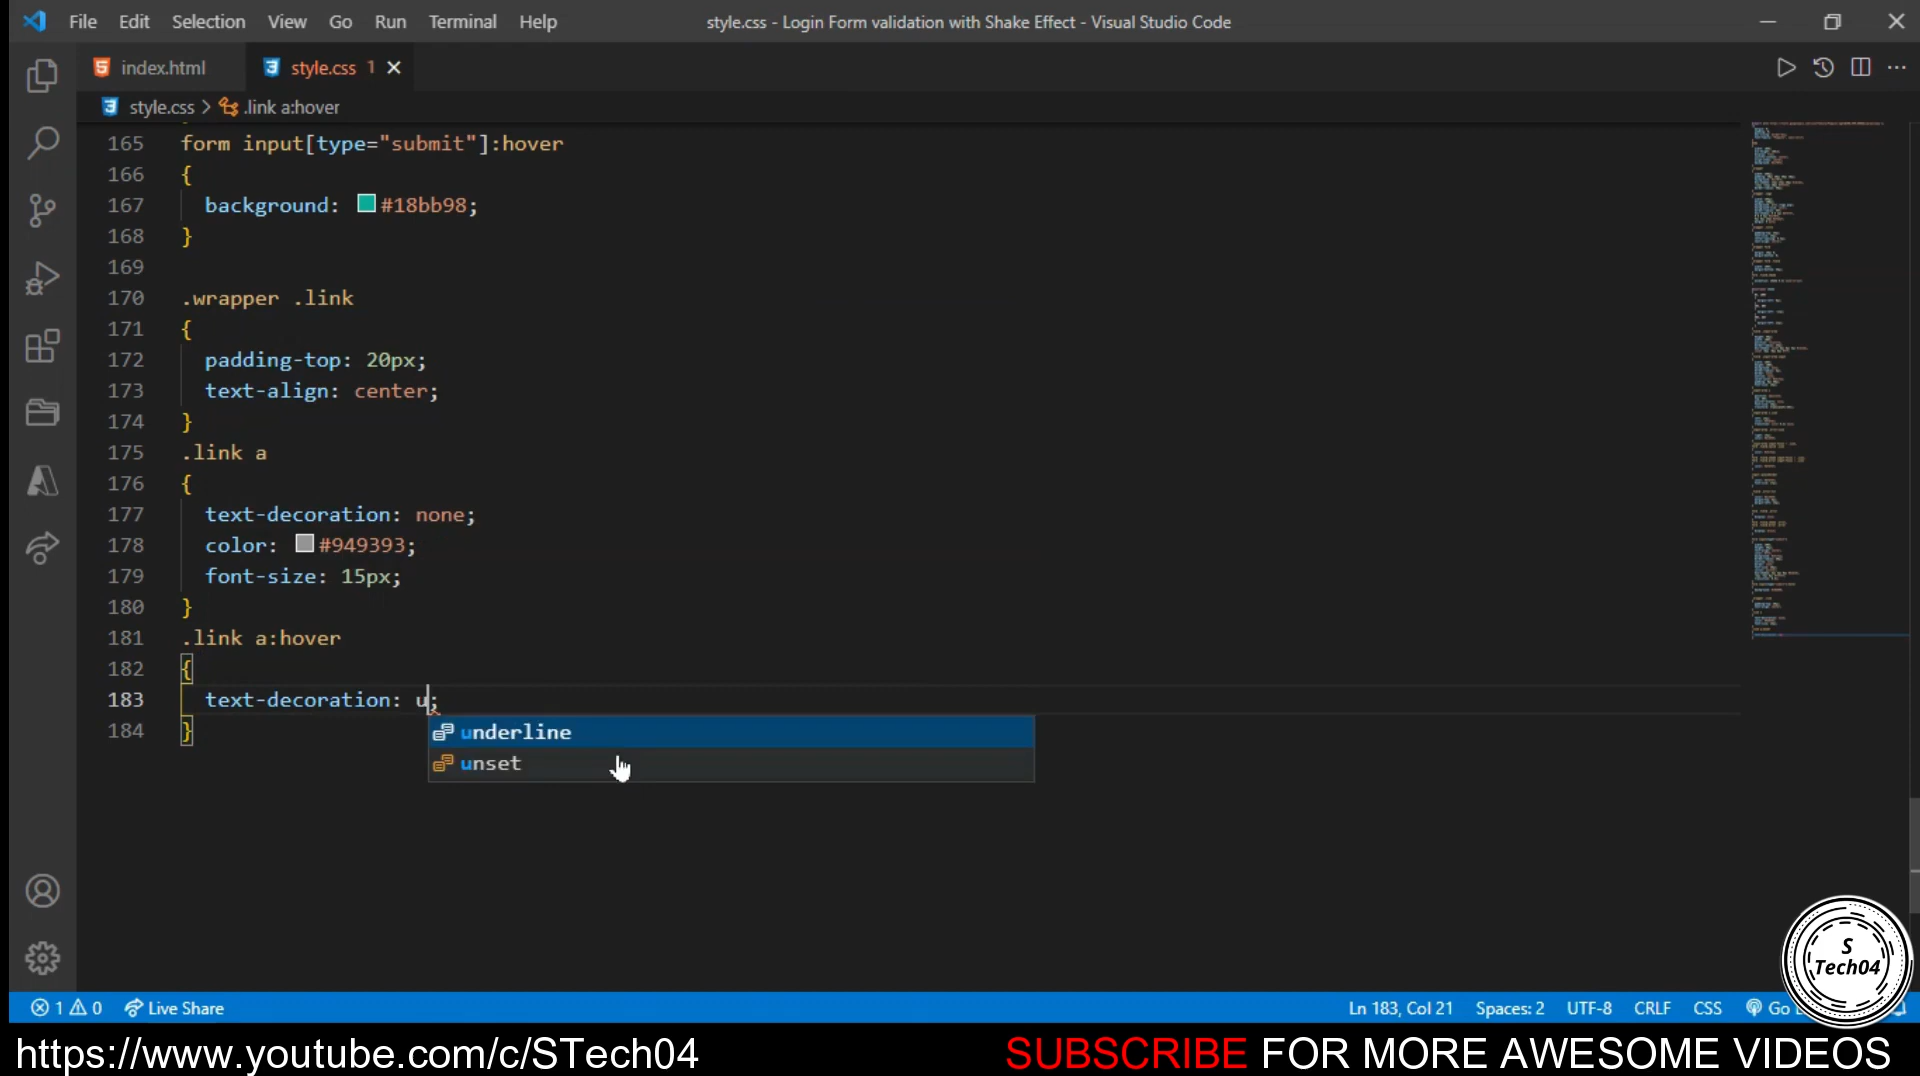 File Edit Selection View Go Run Terminal Help
style.css - Login Form validation with Shake Effect - Visual Studio Code
index.html
style.css 1
style.css > .link a:hover
165 form input[type="submit"]:hover
166 {
167 background: #18bb98;
168 }
169
170 .wrapper .link
171 {
172 padding-top: 20px;
173 text-align: center;
174 }
175 .link a
176 {
177 text-decoration: none;
178 color: #949393;
179 font-size: 15px;
180 }
181 .link a:hover
182 {
183 text-decoration: u;
184 }
underline
unset
S
Tech04
1 0 Live Share
Ln 183, Col 21 Spaces: 2 UTF-8 CRLF CSS Go
https://www.youtube.com/c/STech04
SUBSCRIBE FOR MORE AWESOME VIDEOS